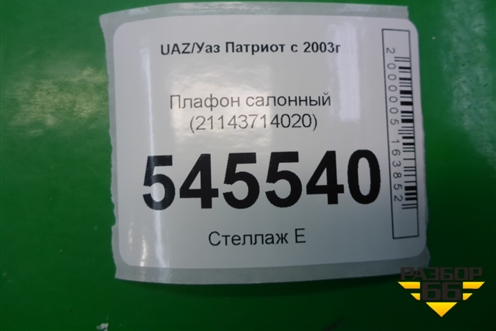 UAZ/Уаз Патриот с 2003г
Плафон салонный
(21143714020)
545540
Стеллаж Е
2000005163852
РАЗБОР
66